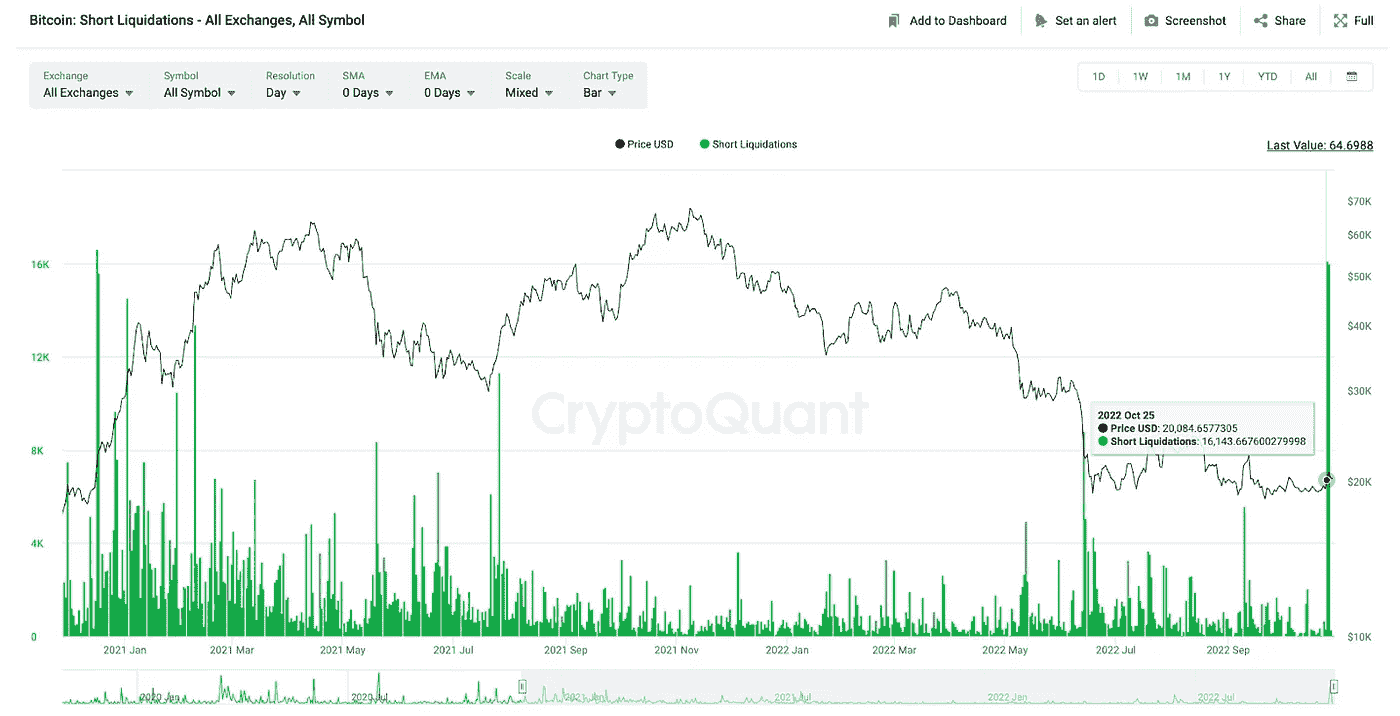 Bitcoin: Short Liquidations - All Exchanges, All Symbol
Add to Dashboard
Set an alert
Screenshot
Share
Full
Exchange Symbol Resolution SMA EMA Scale Chart Type
All Exchanges All Symbol Day 0 Days 0 Days Mixed Bar
1D 1W 1M 1Y YTD All
Price USD Short Liquidations
Last Value: 64.6988
16K
12K
8K
4K
0
$70K
$60K
$50K
$40K
$30K
$20K
$10K
CryptoQuant
2022 Oct 25
Price USD: 20,084.6577305
Short Liquidations: 16,143.667600279998
2021 Jan 2021 Mar 2021 May 2021 Jul 2021 Sep 2021 Nov 2022 Jan 2022 Mar 2022 May 2022 Jul 2022 Sep
2020 Jan 2020 Jul 2021 Jan 2021 Jul 2022 Jan 2022 Jul